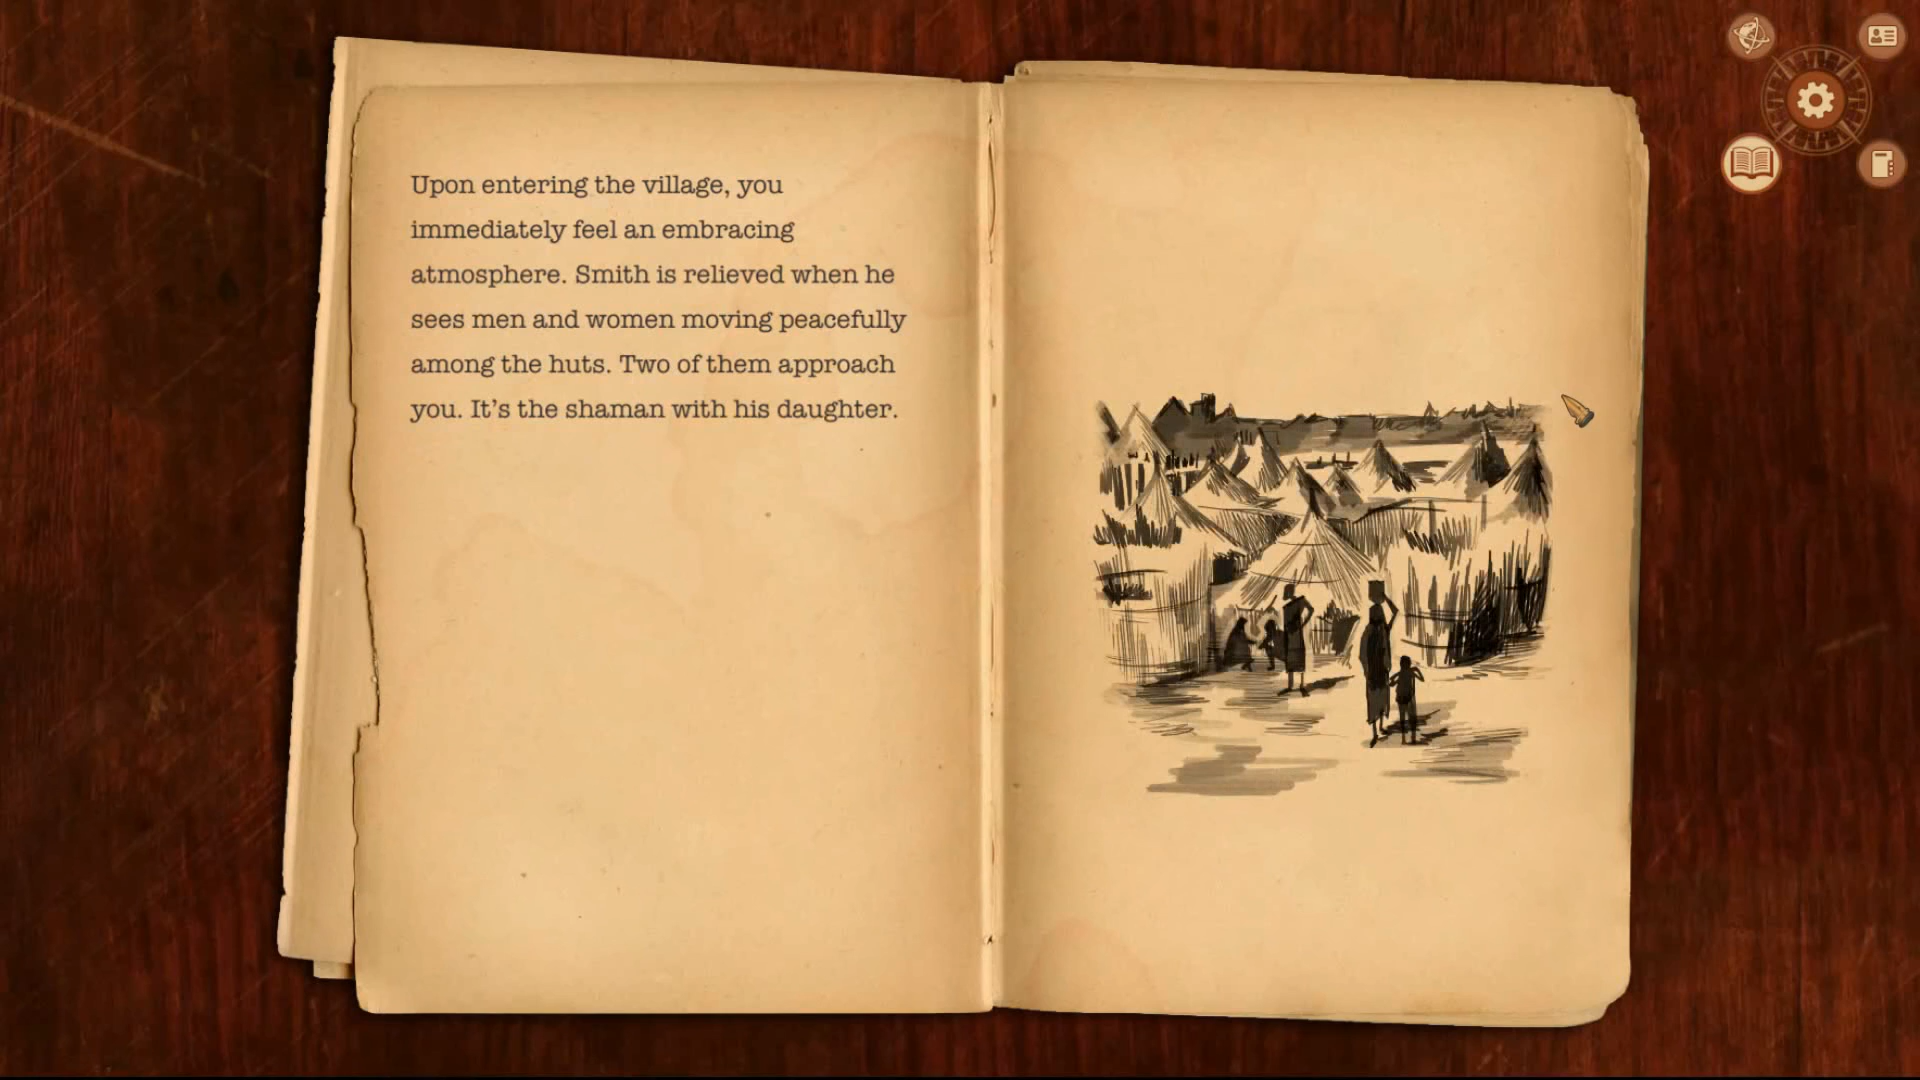 Upon entering the village, you
immediately feel an embracing
atmosphere. Smith is relieved when he
sees men and women moving peacefully
among the huts. Two of them approach
you. It’s the shaman with his daughter.